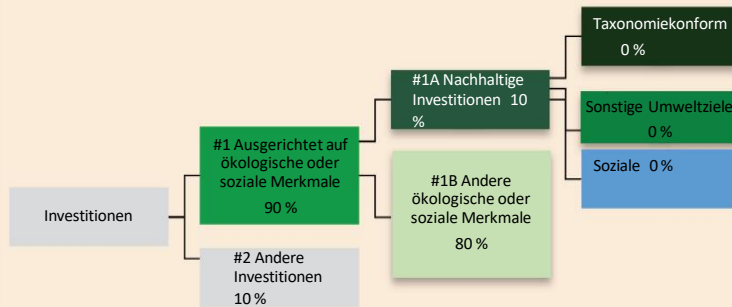 Investitionen
#1 Ausgerichtet auf
ökologische oder
soziale Merkmale
90 %
#2 Andere
Investitionen
10 %
#1A Nachhaltige
Investitionen 10
%
#1B Andere
ökologische oder
soziale Merkmale
80 %
Taxonomiekonform
0 %
Sonstige Umweltziele
0 %
Soziale 0 %